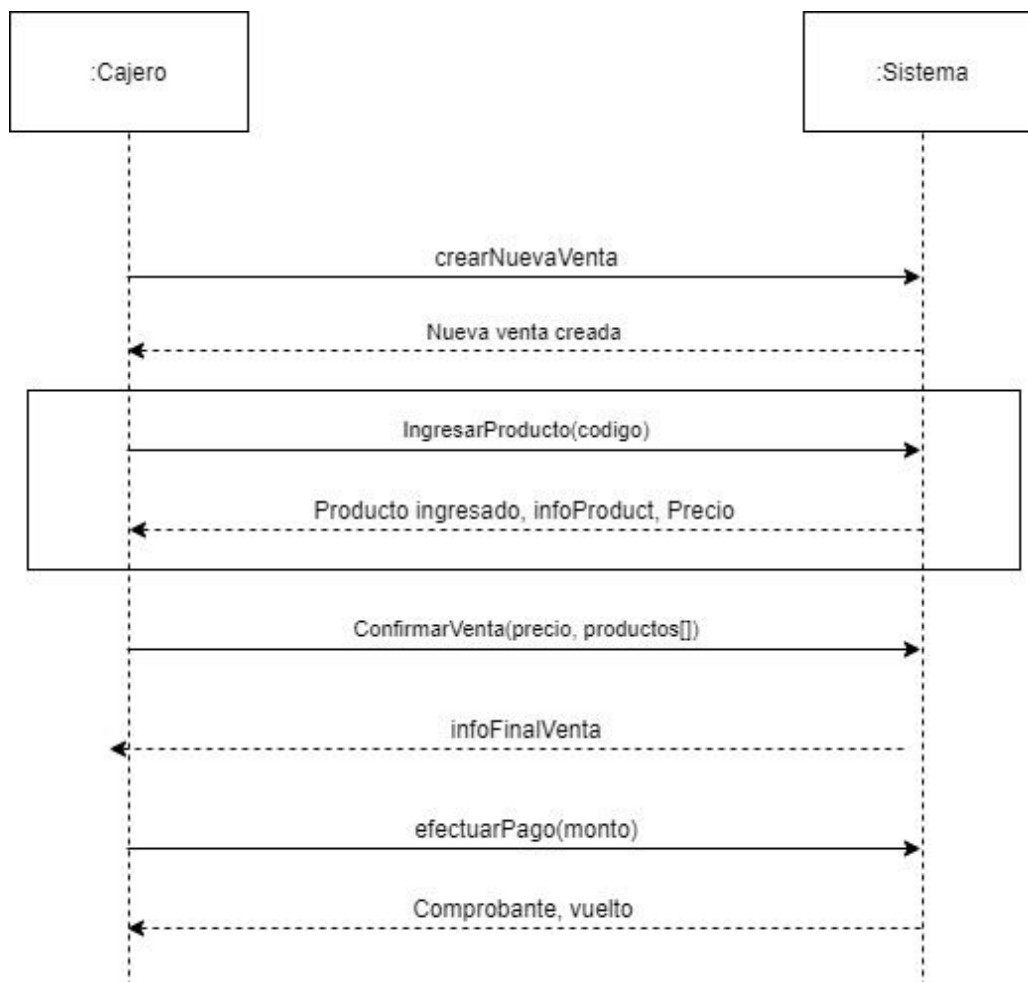 :Cajero
:Sistema
crearNuevaVenta
Nueva venta creada
IngresarProducto(codigo)
Producto ingresado, infoProduct, Precio
ConfirmarVenta(precio, productos[])
infoFinalVenta
efectuarPago(monto)
Comprobante, vuelto